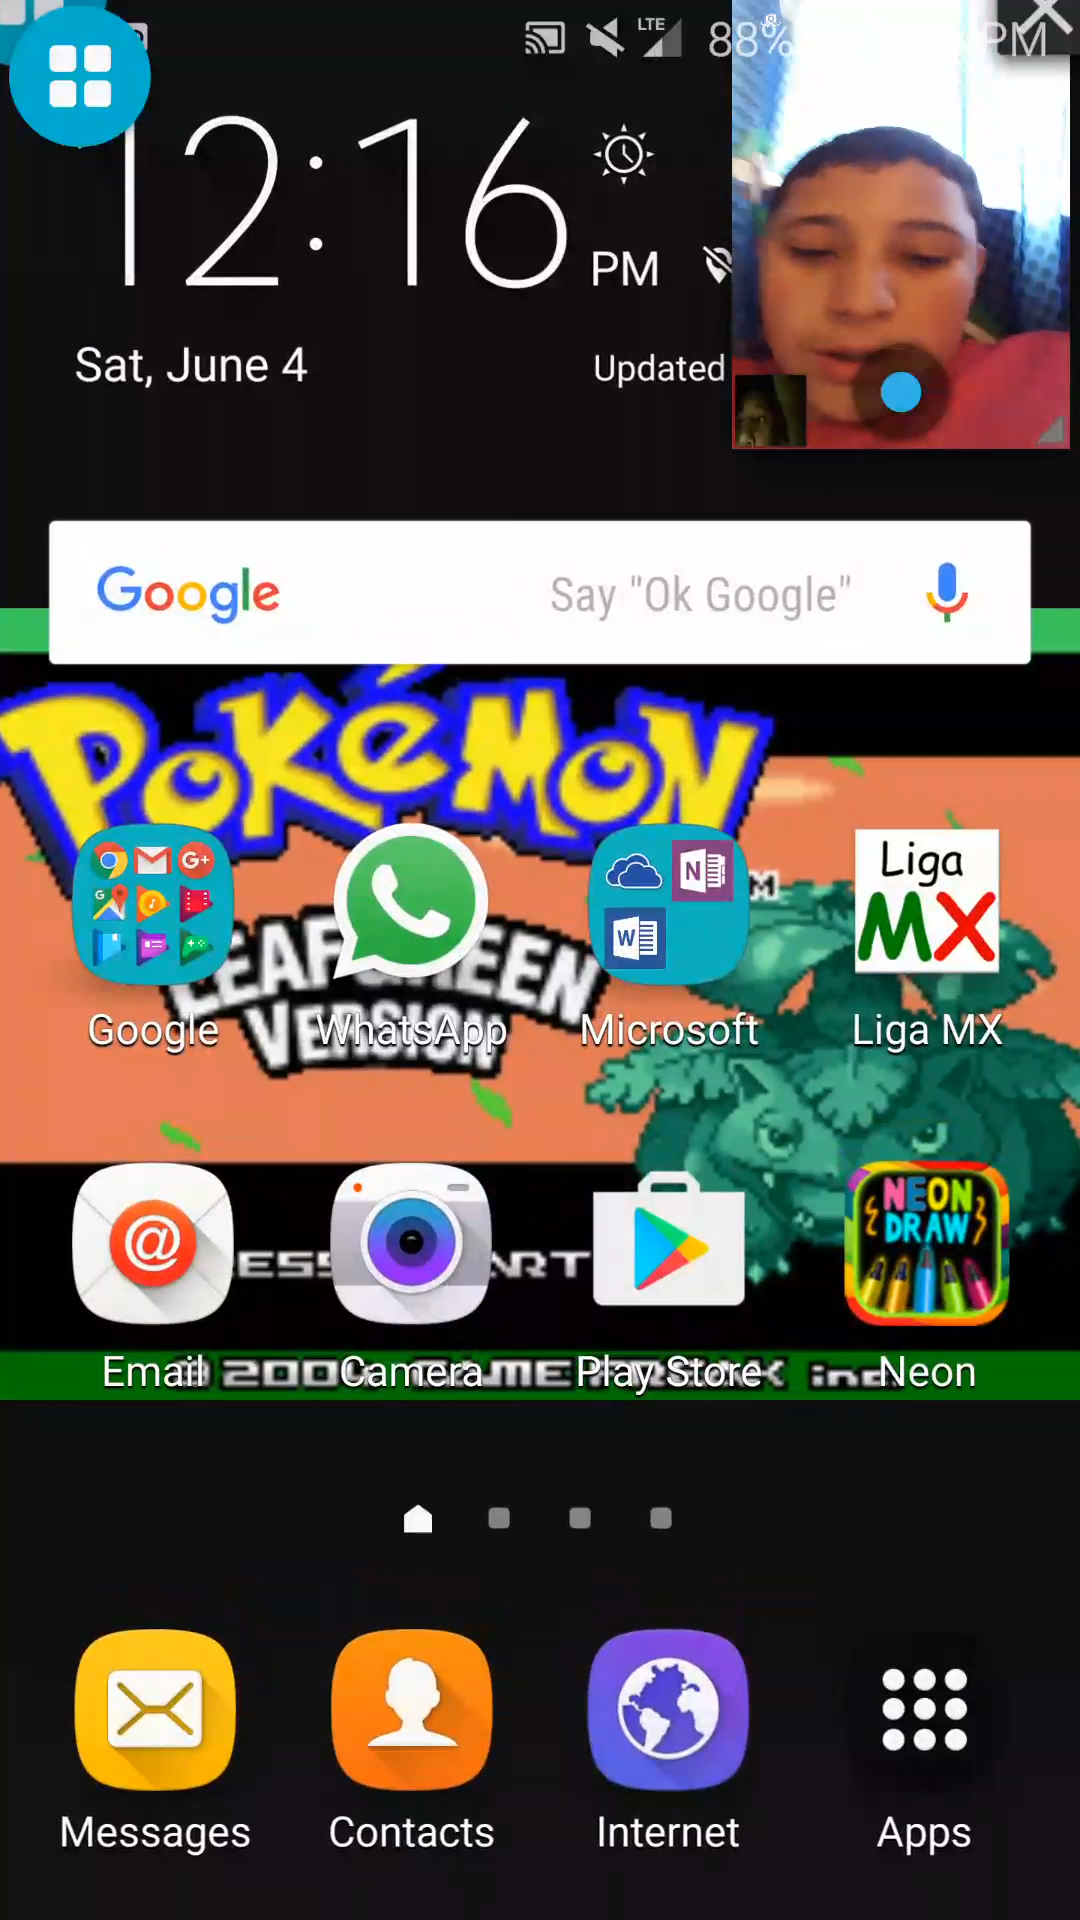 LTE
88%
PM
12:16
PM
Sat, June 4
Updated
Google
Say "Ok Google"
POKéMON
LEAFGREEN
VERSION
G+
N
W
Liga
MX
Google
WhatsApp
Microsoft
Liga MX
NEON
DRAW
@
Email
Camera
Play Store
Neon
Messages
Contacts
Internet
Apps